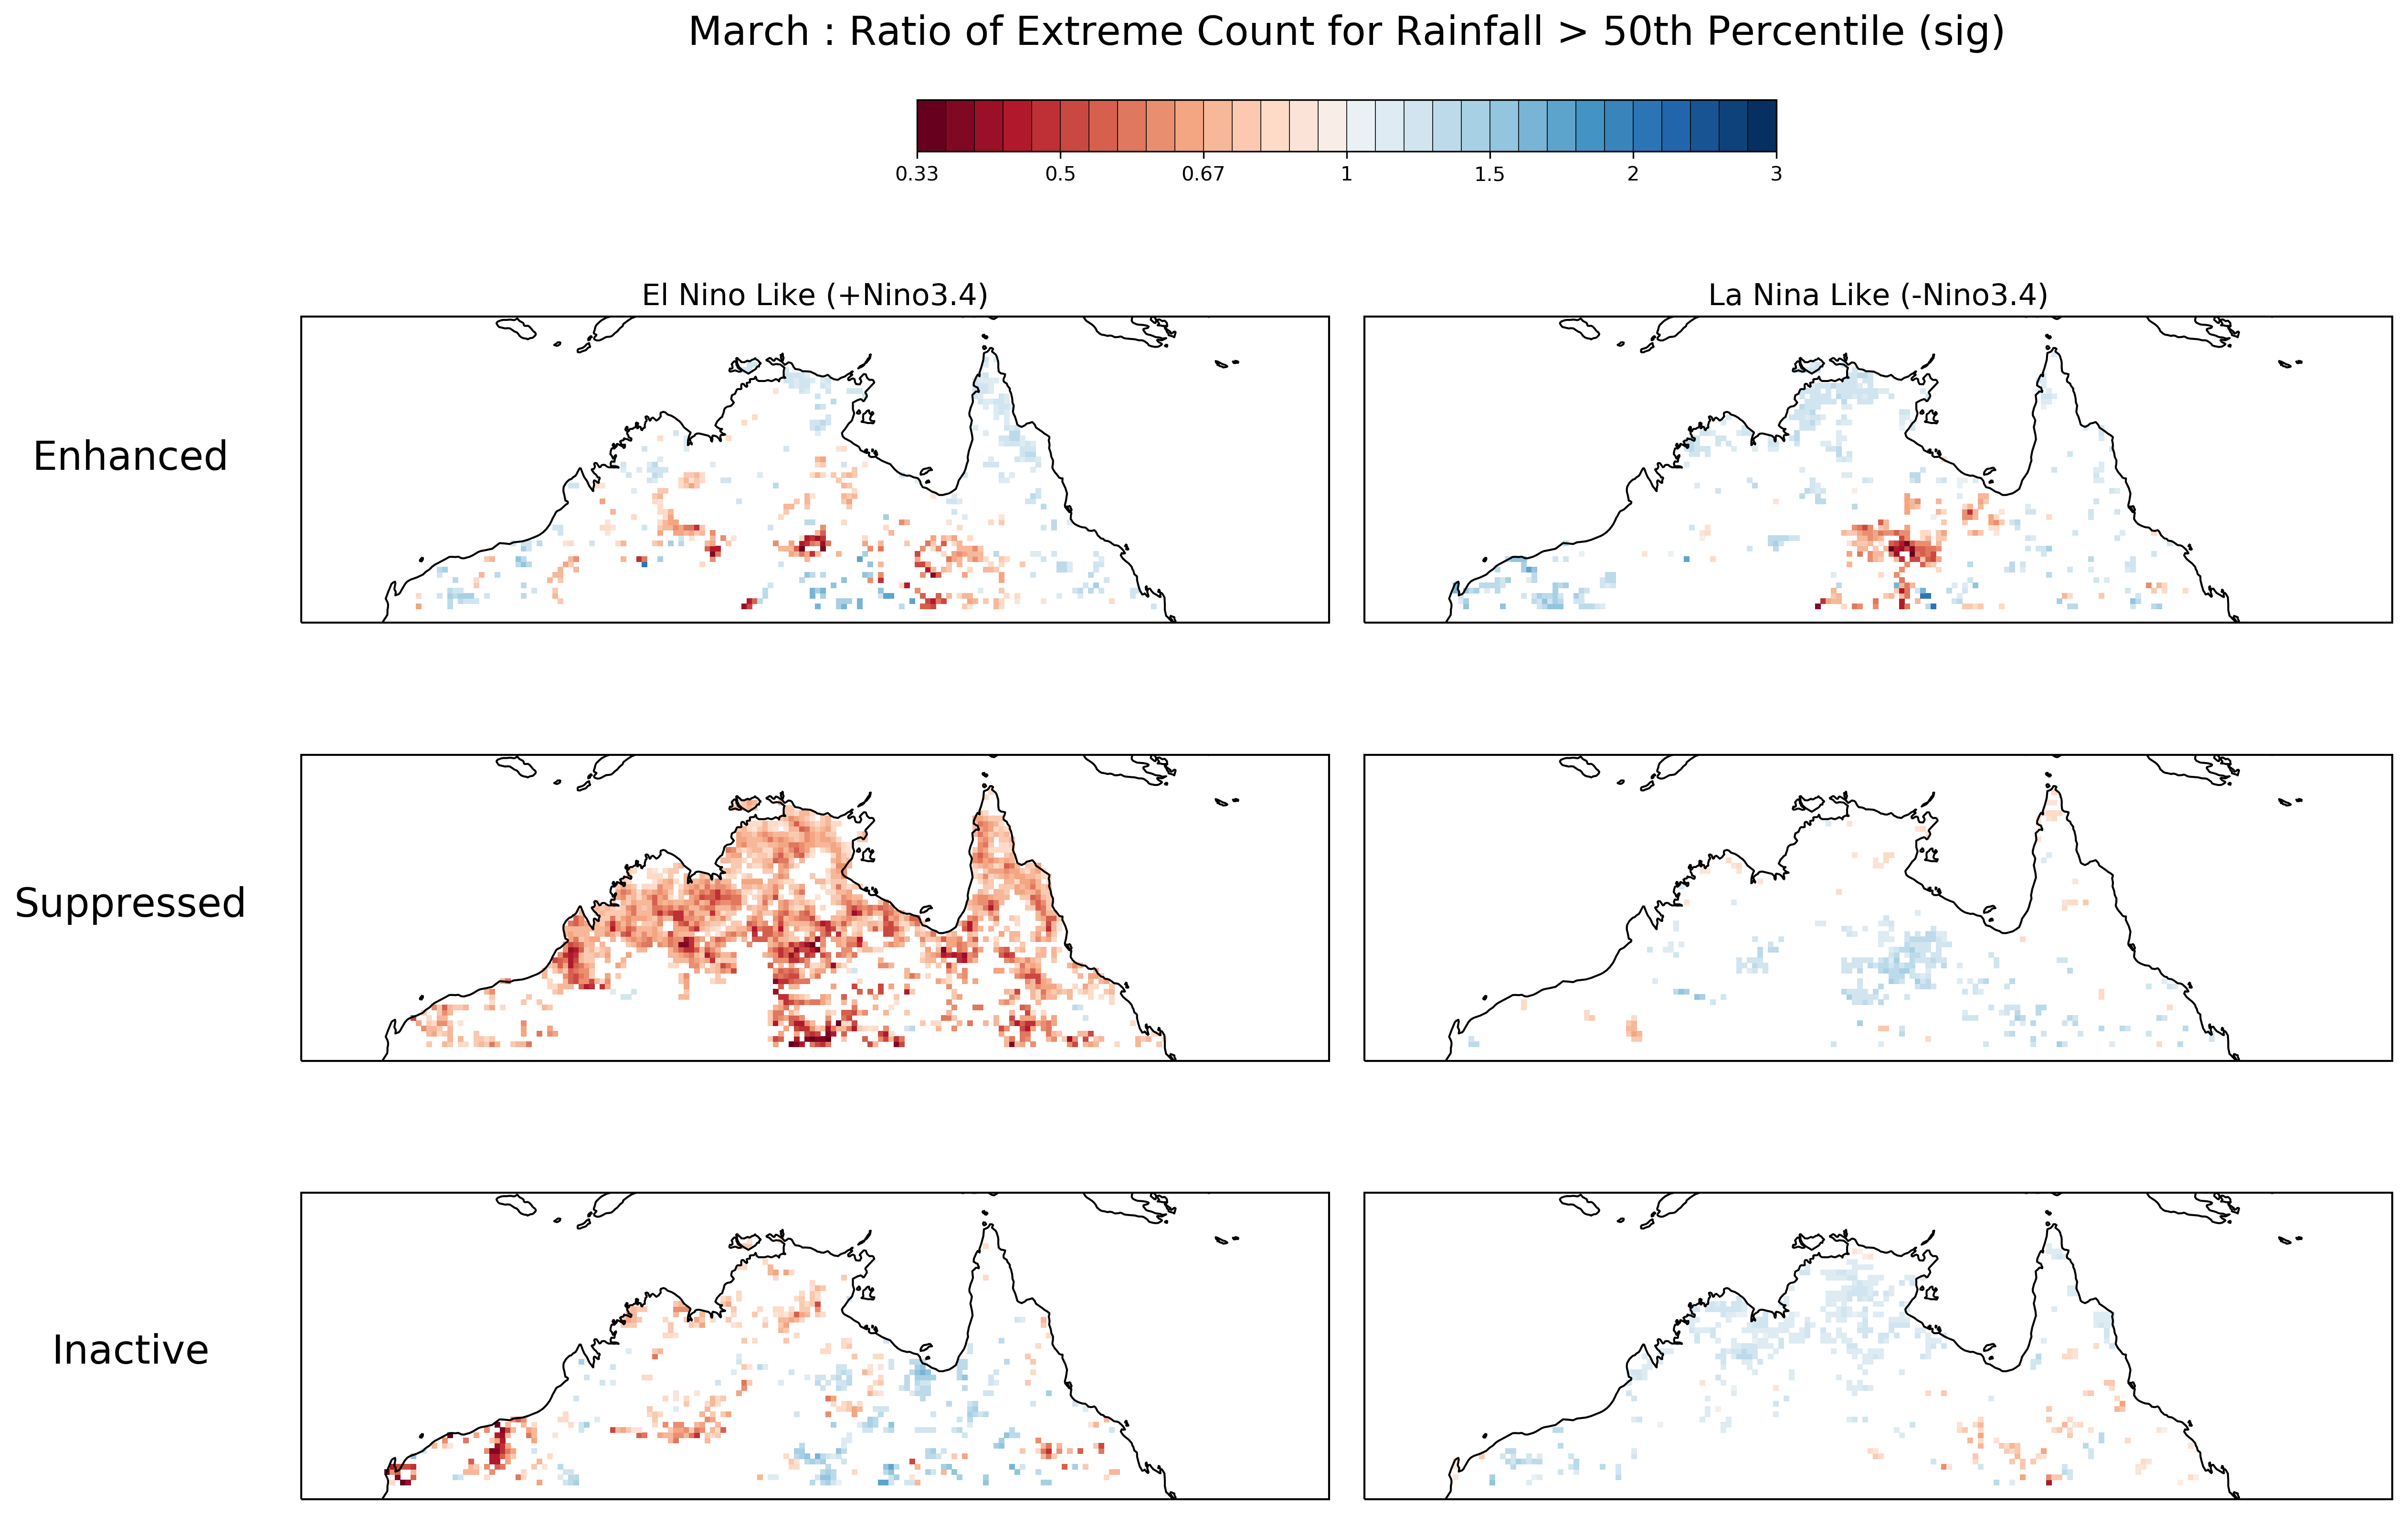 March : Ratio of Extreme Count for Rainfall > 50th Percentile (sig)
0.33 0.5 0.67 1 1.5 2 3
El Nino Like (+Nino3.4) La Nina Like (-Nino3.4)
Enhanced
Suppressed
Inactive